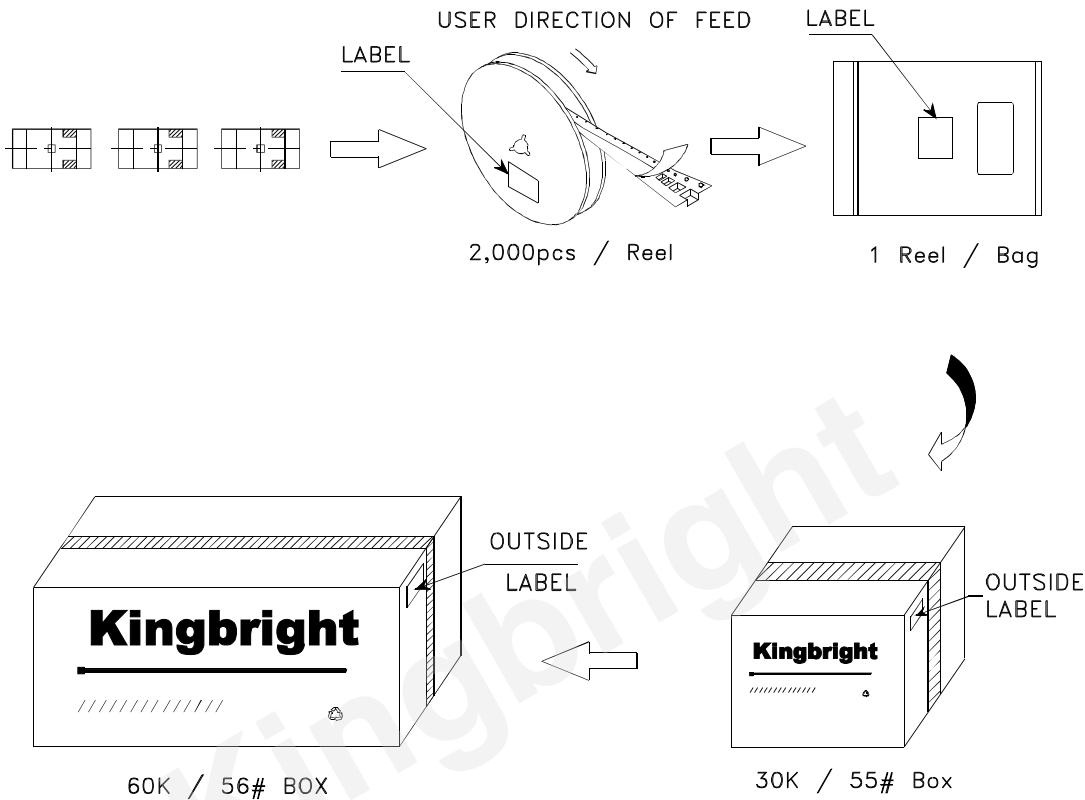 USER DIRECTION OF FEED
LABEL
LABEL
2,000pcs / Reel
1 Reel / Bag
OUTSIDE
LABEL
OUTSIDE
LABEL
Kingbright
Kingbright
60K / 56# BOX
30K / 55# Box
Kingbright